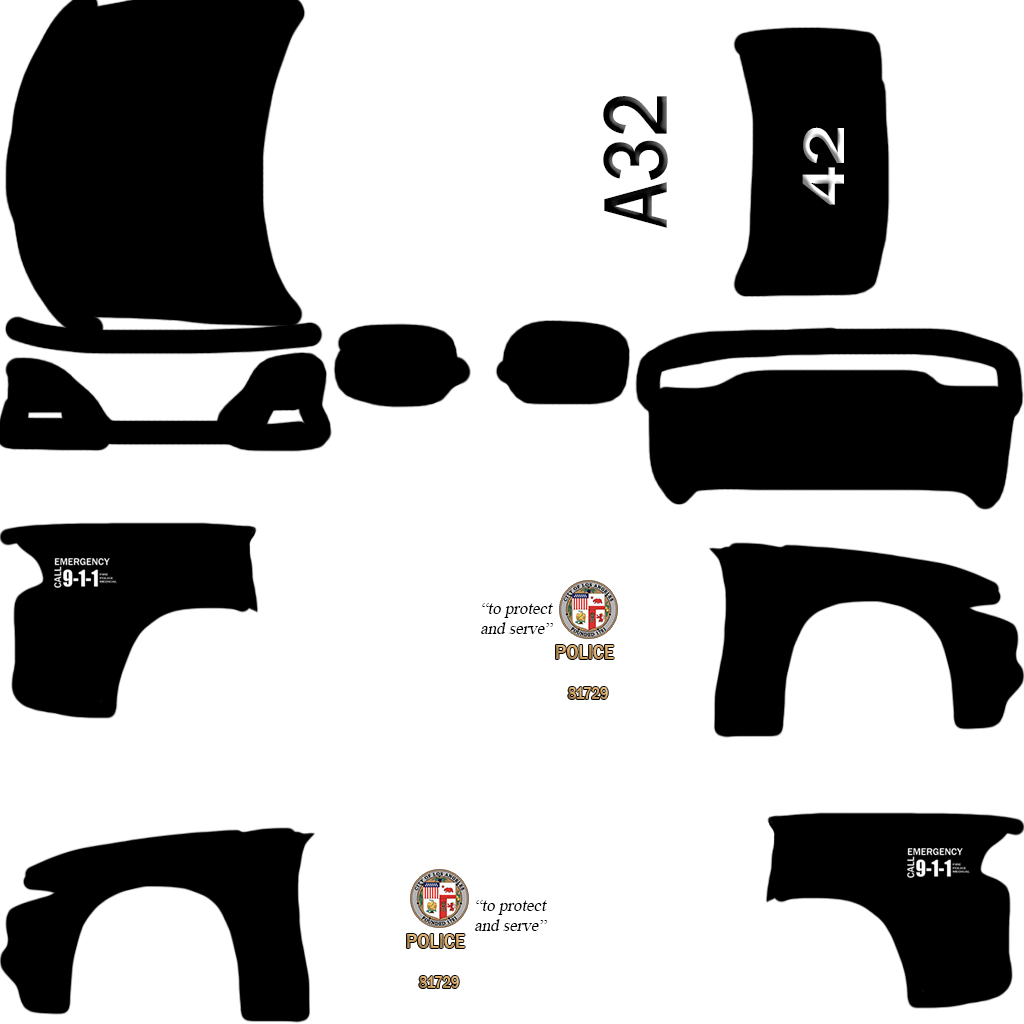 A32
42
EMERGENCY
CALL 9-1-1
FIRE
POLICE
MEDICAL
“to protect
and serve”
CITY OF LOS ANGELES
FOUNDED 1781
POLICE
81729
EMERGENCY
CALL 9-1-1
FIRE
POLICE
MEDICAL
CITY OF LOS ANGELES
FOUNDED 1781
“to protect
and serve”
POLICE
81729